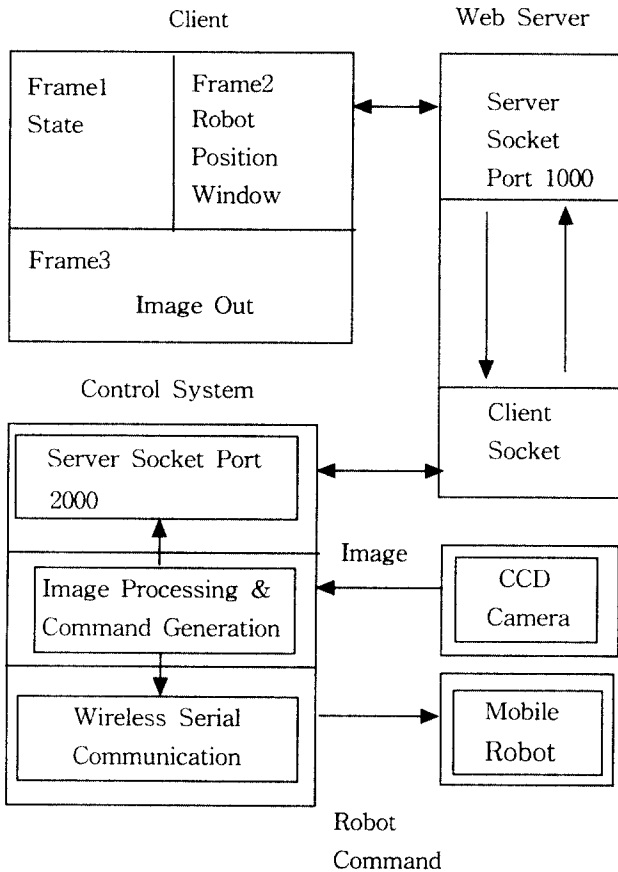 Client
Web Server
Frame1
State
Frame2
Robot
Position
Window
Server
Socket
Port 1000
Frame3
Image Out
Control System
Client
Socket
Server Socket Port
2000
Image
Image Processing &
Command Generation
CCD
Camera
Wireless Serial
Communication
Mobile
Robot
Robot
Command